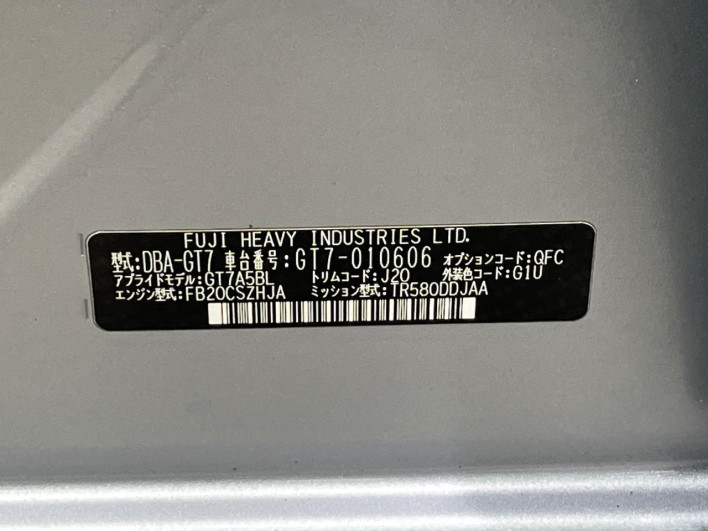 FUJI HEAVY INDUSTRIES LTD.
型式:DBA-GT7 車台番号:GT7-010606 オプションコード:QFC
アプライドモデル:GT7A5BL トリムコード:J20 外装色コード:G1U
エンジン型式:FB20CSZHJA ミッション型式:TR580DDJAA